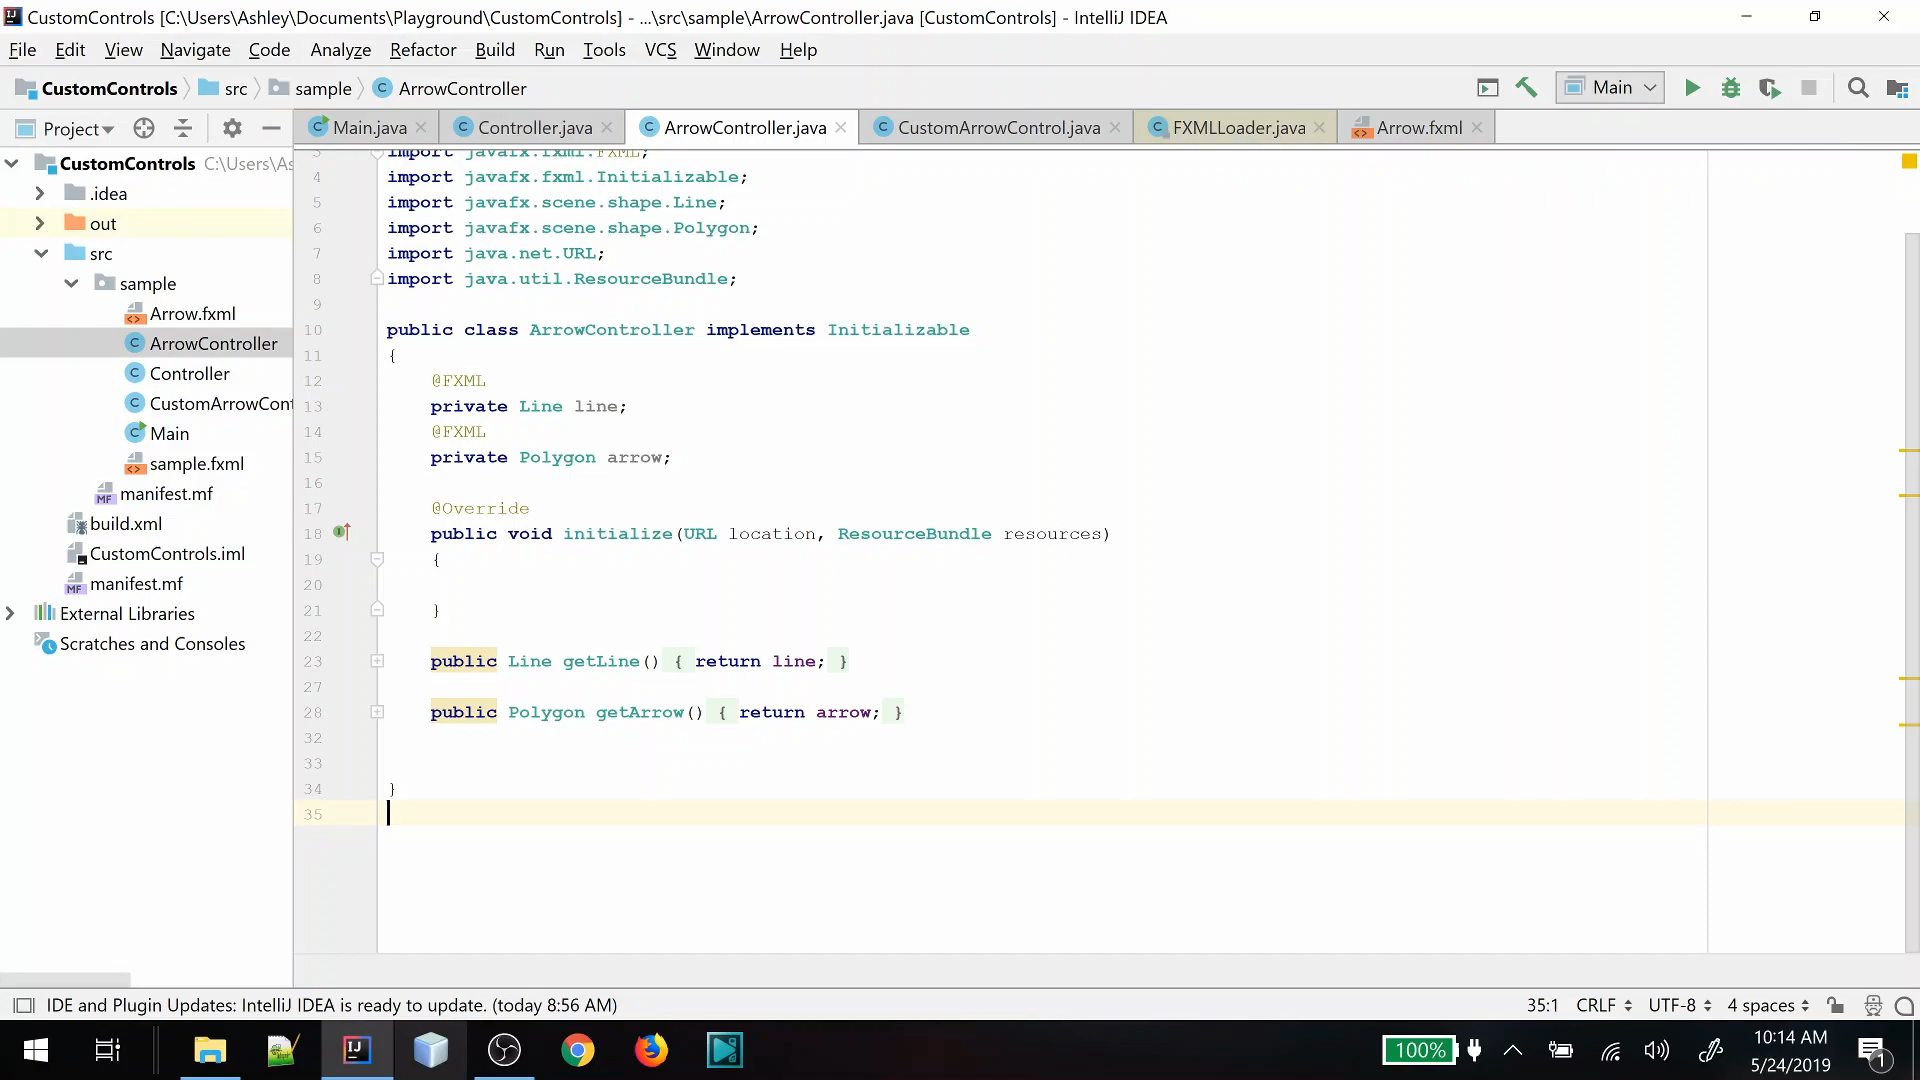 CustomControls [C:\Users\Ashley\Documents\Playground\CustomControls] - ...\src\sample\ArrowController.java [CustomControls] - IntelliJ IDEA
File Edit View Navigate Code Analyze Refactor Build Run Tools VCS Window Help
CustomControls src sample C ArrowController Main
Project C Main.java C Controller.java C ArrowController.java C CustomArrowControl.java C FXMLLoader.java Arrow.fxml
CustomControls C:\Users\As
.idea
out
src
sample
Arrow.fxml
C ArrowController
C Controller
C CustomArrowCont
C Main
sample.fxml
MF manifest.mf
build.xml
CustomControls.iml
MF manifest.mf
External Libraries
Scratches and Consoles
3 import javafx.fxml.FXML;
4 import javafx.fxml.Initializable;
5 import javafx.scene.shape.Line;
6 import javafx.scene.shape.Polygon;
7 import java.net.URL;
8 import java.util.ResourceBundle;
9
10 public class ArrowController implements Initializable
11 {
12 @FXML
13 private Line line;
14 @FXML
15 private Polygon arrow;
16
17 @Override
18 public void initialize(URL location, ResourceBundle resources)
19 {
20
21 }
22
23 public Line getLine() { return line; }
27
28 public Polygon getArrow() { return arrow; }
32
33
34 }
35
IDE and Plugin Updates: IntelliJ IDEA is ready to update. (today 8:56 AM) 35:1 CRLF UTF-8 4 spaces
IJ 100% 10:14 AM
5/24/2019 1